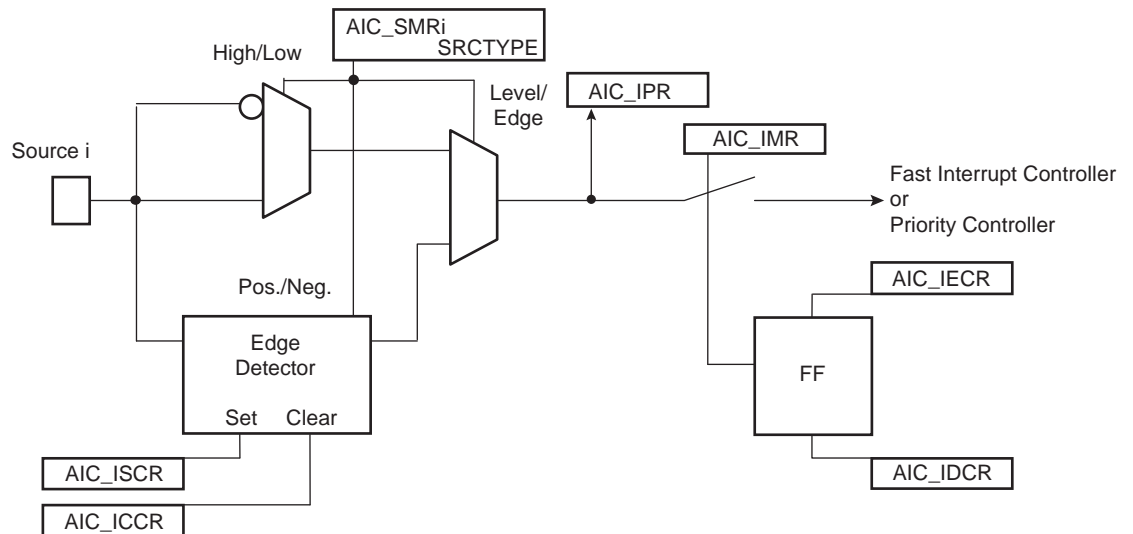 AIC_SMRi
SRCTYPE
High/Low
Level/
Edge
AIC_IPR
AIC_IMR
Source i
Fast Interrupt Controller
or
Priority Controller
AIC_IECR
Pos./Neg.
Edge
Detector
FF
Set Clear
AIC_ISCR
AIC_IDCR
AIC_ICCR